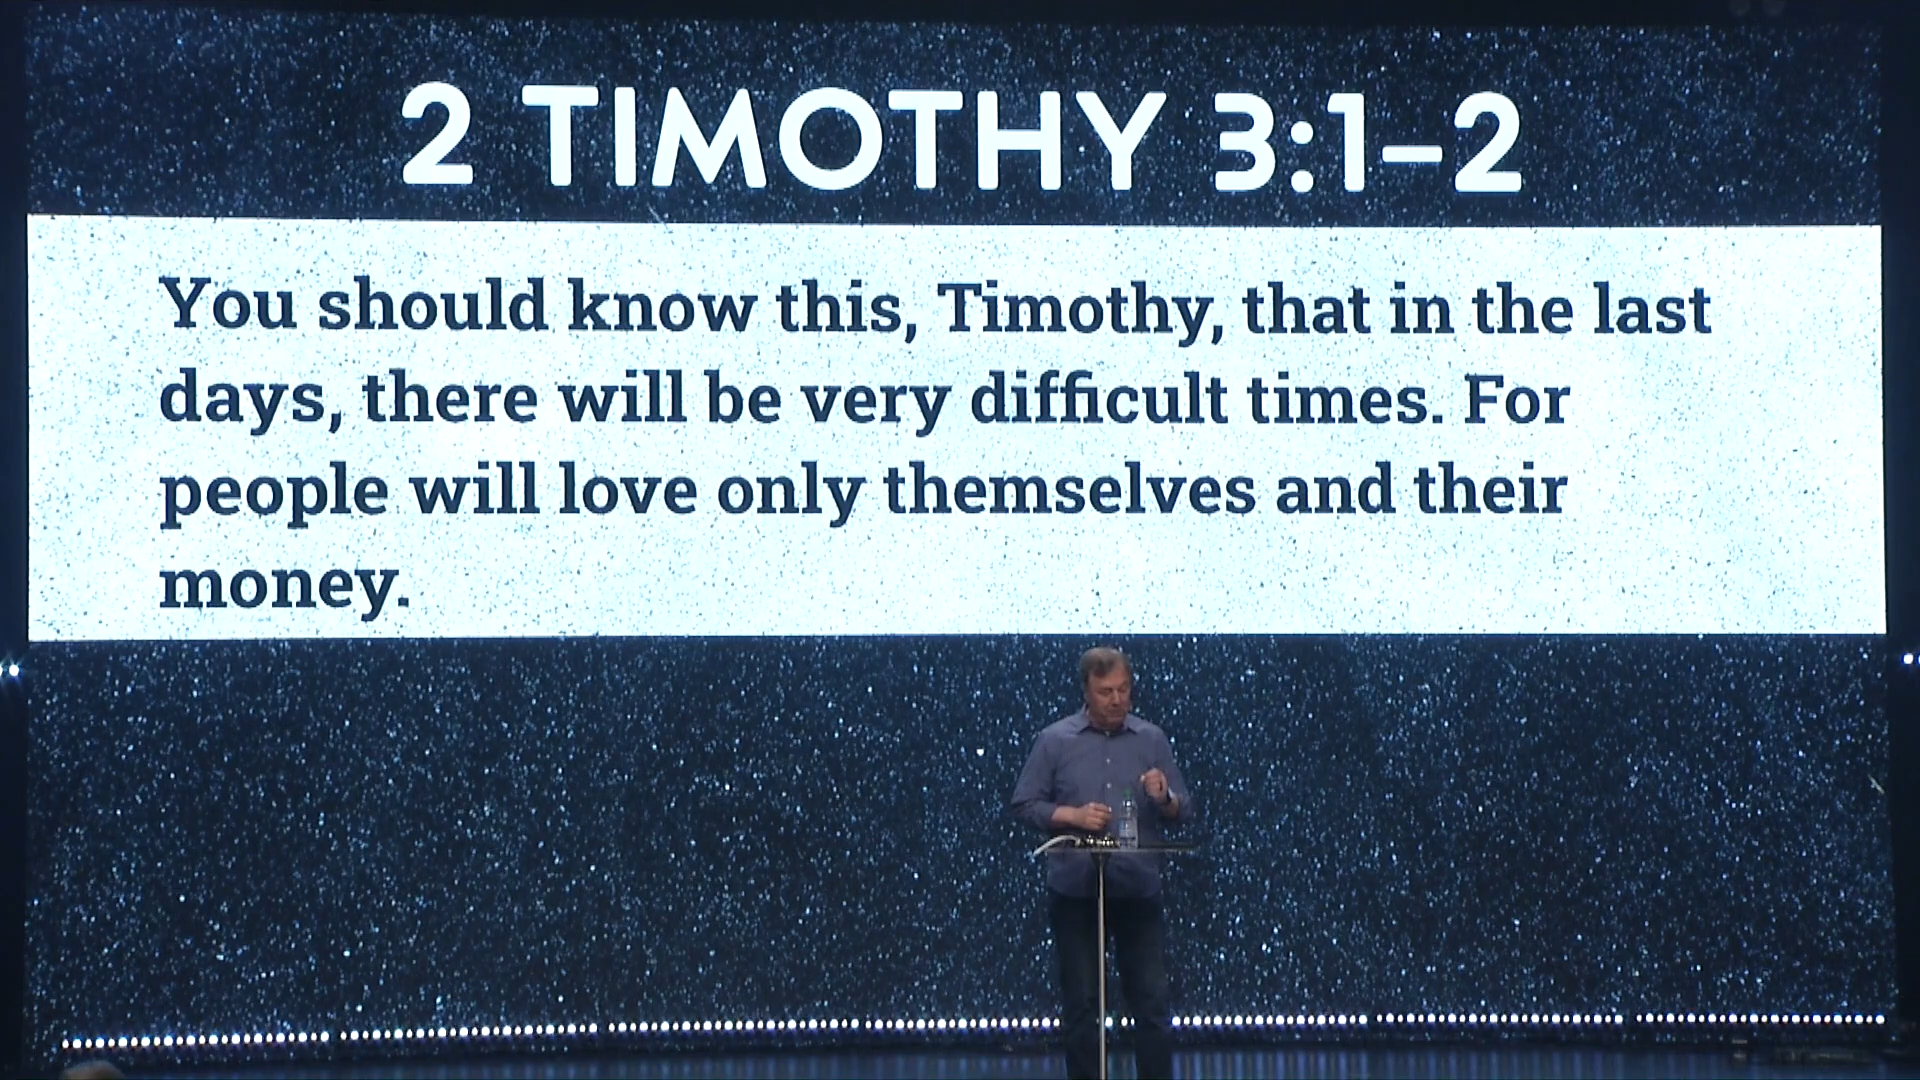 2 TIMOTHY 3:1–2
You should know this, Timothy, that in the last
days, there will be very difficult times. For
people will love only themselves and their
money.